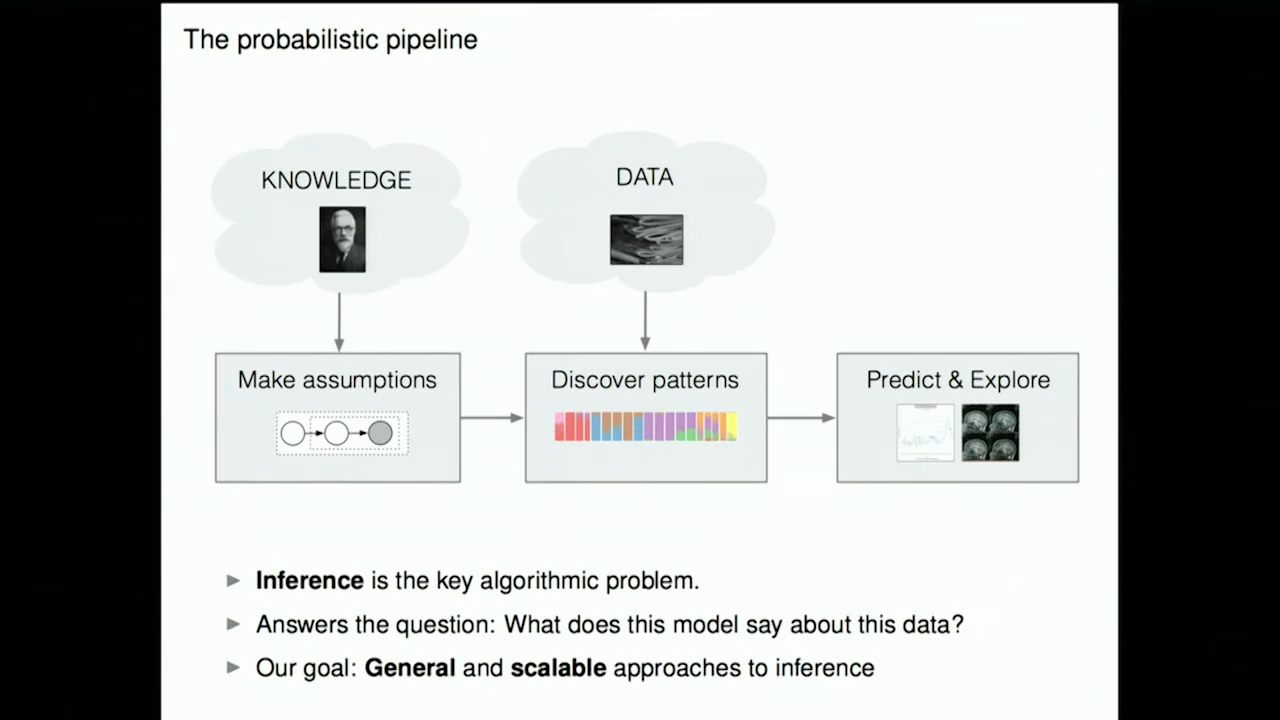 The probabilistic pipeline
KNOWLEDGE
DATA
Make assumptions
Discover patterns
Predict & Explore
Inference is the key algorithmic problem.
Answers the question: What does this model say about this data?
Our goal: General and scalable approaches to inference